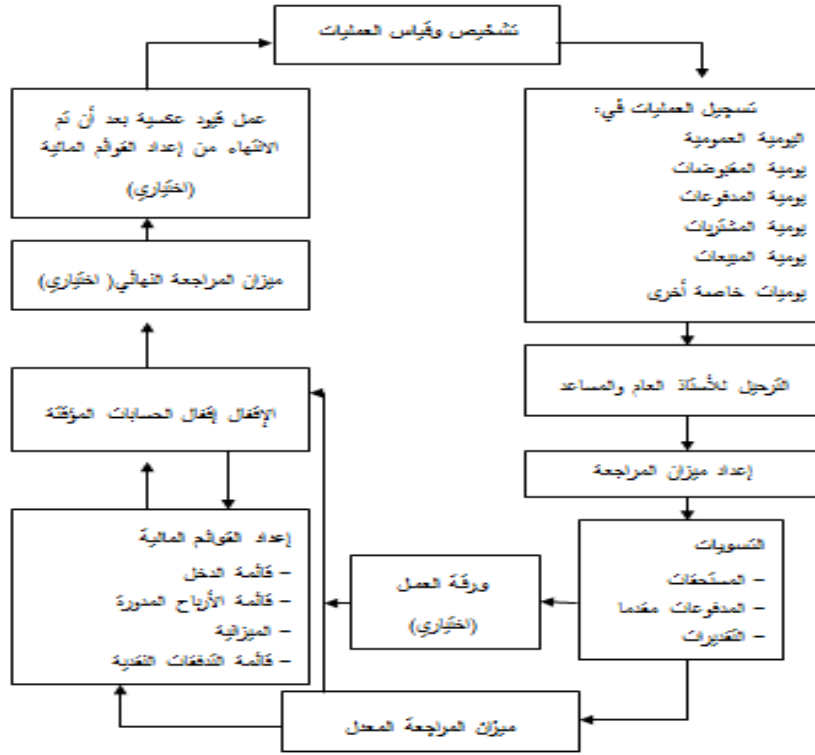 تشخيص وقياس العمليات
تسجيل العمليات في:
اليومية العمومية
يومية المقبوضات
يومية المدفوعات
يومية المشتريات
يومية المبيعات
يوميات خاصة أخرى
الترحيل للأستاذ العام والمساعد
إعداد ميزان المراجعة
التسويات
– المستحقات
– المدفوعات مقدما
– التقديرات
ورقة العمل
(اختياري)
ميزان المراجعة المعدل
إعداد القوائم المالية
– قائمة الدخل
– قائمة الأرباح المدورة
– الميزانية
– قائمة التدفقات النقدية
الإقفال إقفال الحسابات المؤقتة
ميزان المراجعة النهائي( اختياري)
عمل قيود عكسية بعد أن تم
الانتهاء من إعداد القوائم المالية
(اختياري)